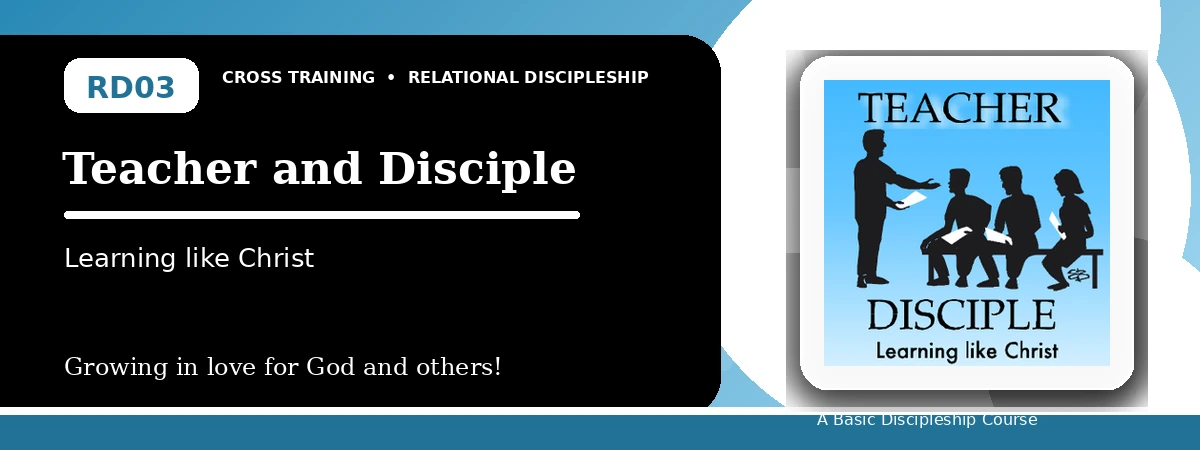 RD03
CROSS TRAINING • RELATIONAL DISCIPLESHIP
Teacher and Disciple
Learning like Christ
Growing in love for God and others!
TEACHER
DISCIPLE
Learning like Christ
A Basic Discipleship Course